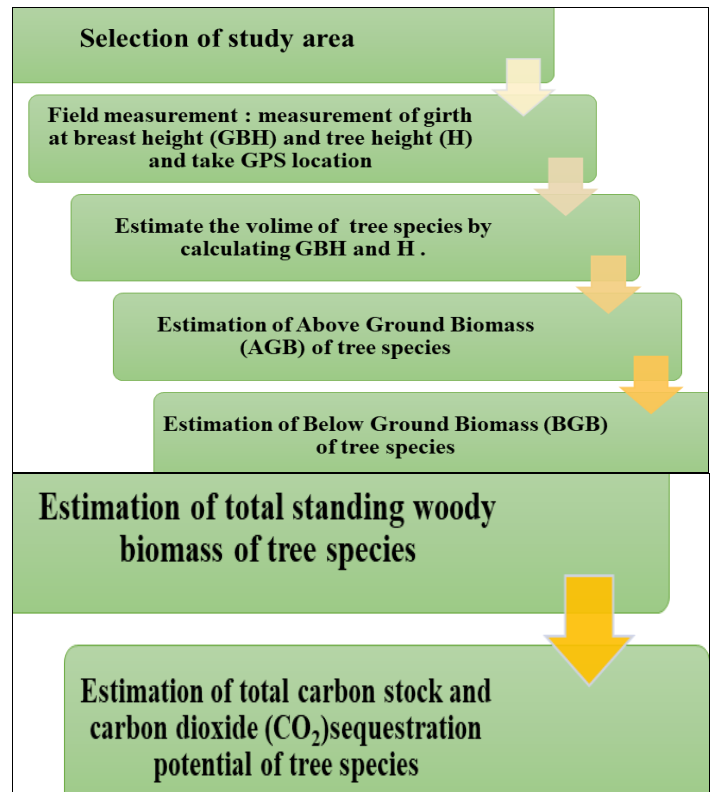 Selection of study area
Field measurement : measurement of girth
at breast height (GBH) and tree height (H)
and take GPS location
Estimate the volime of tree species by
calculating GBH and H .
Estimation of Above Ground Biomass
(AGB) of tree species
Estimation of Below Ground Biomass (BGB)
of tree species
Estimation of total standing woody
biomass of tree species
Estimation of total carbon stock and
carbon dioxide (CO₂)sequestration
potential of tree species